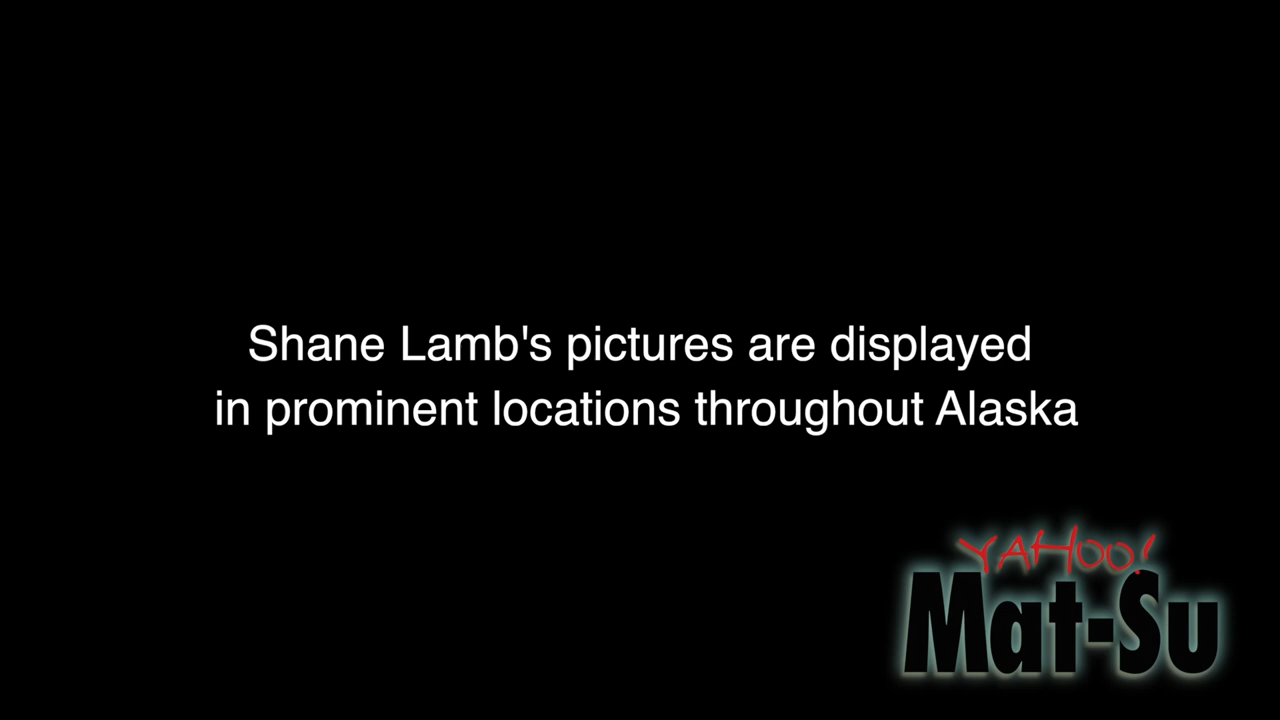 Shane Lamb's pictures are displayed
in prominent locations throughout Alaska
YAHOO!
Mat-Su